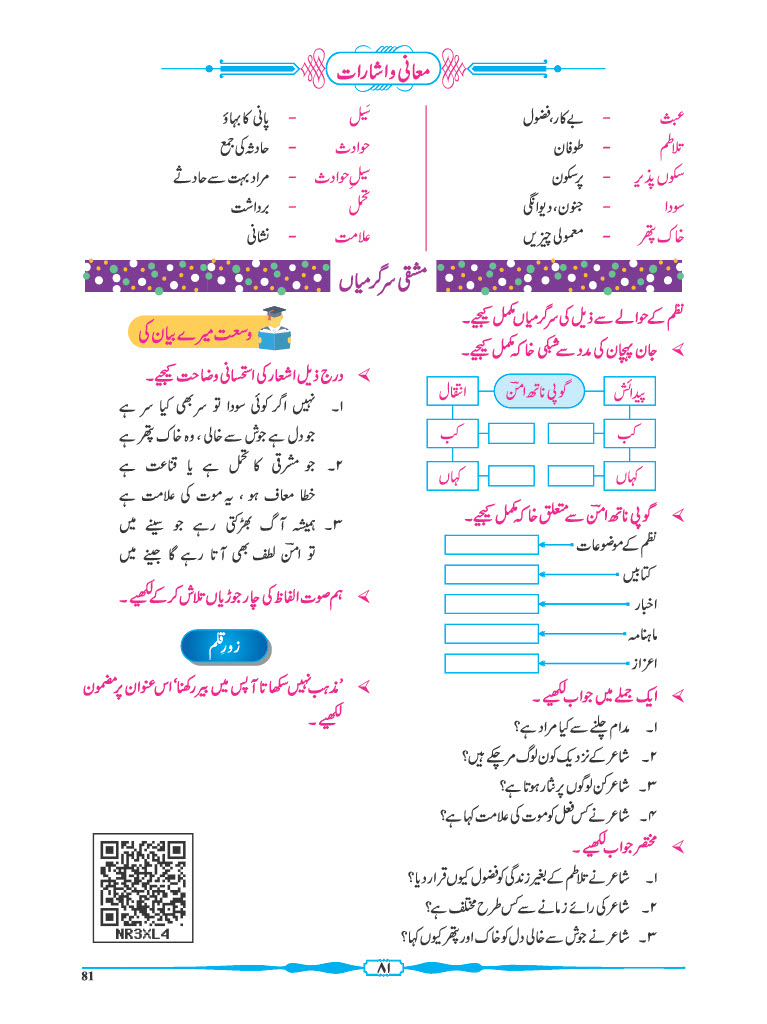 معانی و اشارات
عبث - بے کار، فضول
تلاطم - طوفان
سکوں پذیر - پرسکون
سودا - جنون، دیوانگی
خاک پتھر - معمولی چیزیں
سَیل - پانی کا بہاؤ
حوادث - حادثہ کی جمع
سیلِ حوادث - مراد بہت سے حادثے
تحمّل - برداشت
علامت - نشانی
مشقی سرگرمیاں
نظم کے حوالے سے ذیل کی سرگرمیاں مکمل کیجیے۔
جان پہچان کی مدد سے شبکی خاکہ مکمل کیجیے۔
پیدائش گوپی ناتھ امنؔ انتقال
کب کب
کہاں کہاں
گوپی ناتھ امنؔ سے متعلق خاکہ مکمل کیجیے۔
نظم کے موضوعات
کتابیں
اخبار
ماہنامہ
اعزاز
ایک جملے میں جواب لکھیے۔
۱۔ مدام چلنے سے کیا مراد ہے؟
۲۔ شاعر کے نزدیک کون لوگ مرچکے ہیں؟
۳۔ شاعر کن لوگوں پر نثار ہوتا ہے؟
۴۔ شاعر نے کس فعل کو موت کی علامت کہا ہے؟
مختصر جواب لکھیے۔
۱۔ شاعر نے تلاطم کے بغیر زندگی کو فضول کیوں قرار دیا؟
۲۔ شاعر کی رائے زمانے سے کس طرح مختلف ہے؟
۳۔ شاعر نے جوش سے خالی دل کو خاک اور پتھر کیوں کہا؟
وسعت میرے بیان کی
درج ذیل اشعار کی استحسانی وضاحت کیجیے۔
۱۔ نہیں اگر کوئی سودا تو سر بھی کیا سر ہے
جو دل ہے جوش سے خالی، وہ خاک پتھر ہے
۲۔ جو مشرقی کا تحمل ہے یا قناعت ہے
خطا معاف ہو، یہ موت کی علامت ہے
۳۔ ہمیشہ آگ بھڑکتی رہے جو سینے میں
تو امنؔ لطف بھی آتا رہے گا جینے میں
ہم صوت الفاظ کی چار جوڑیاں تلاش کرکے لکھیے۔
زورِ قلم
'مذہب نہیں سکھاتا آپس میں بیر رکھنا' اس عنوان پر مضمون
لکھیے۔
NR3XL4
۸۱
81